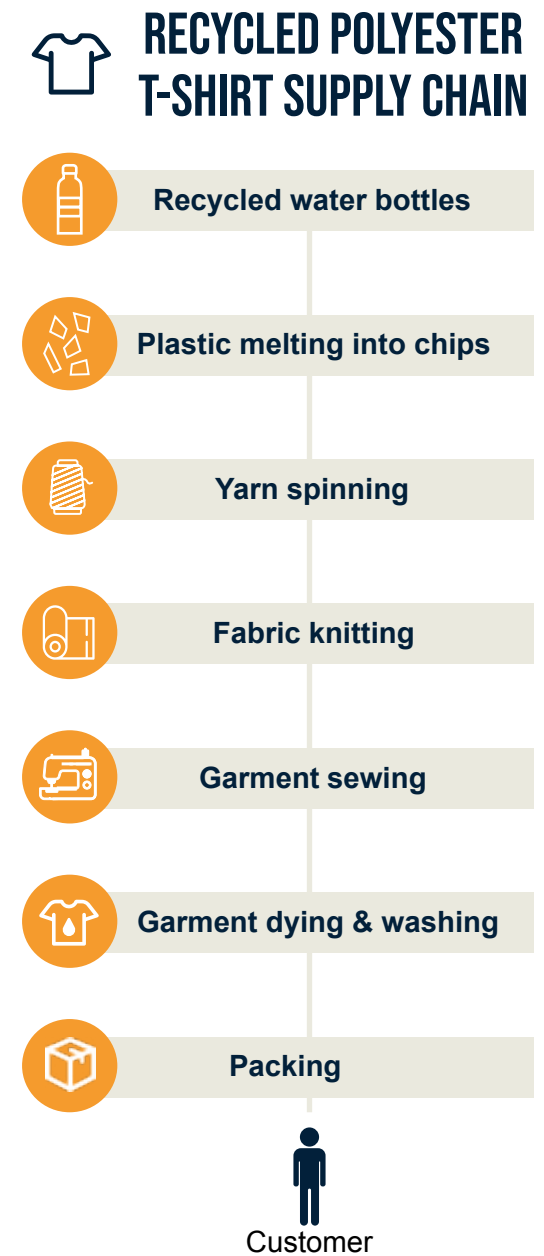 RECYCLED POLYESTER
T-SHIRT SUPPLY CHAIN
Recycled water bottles
Plastic melting into chips
Yarn spinning
Fabric knitting
Garment sewing
Garment dying & washing
Packing
Customer